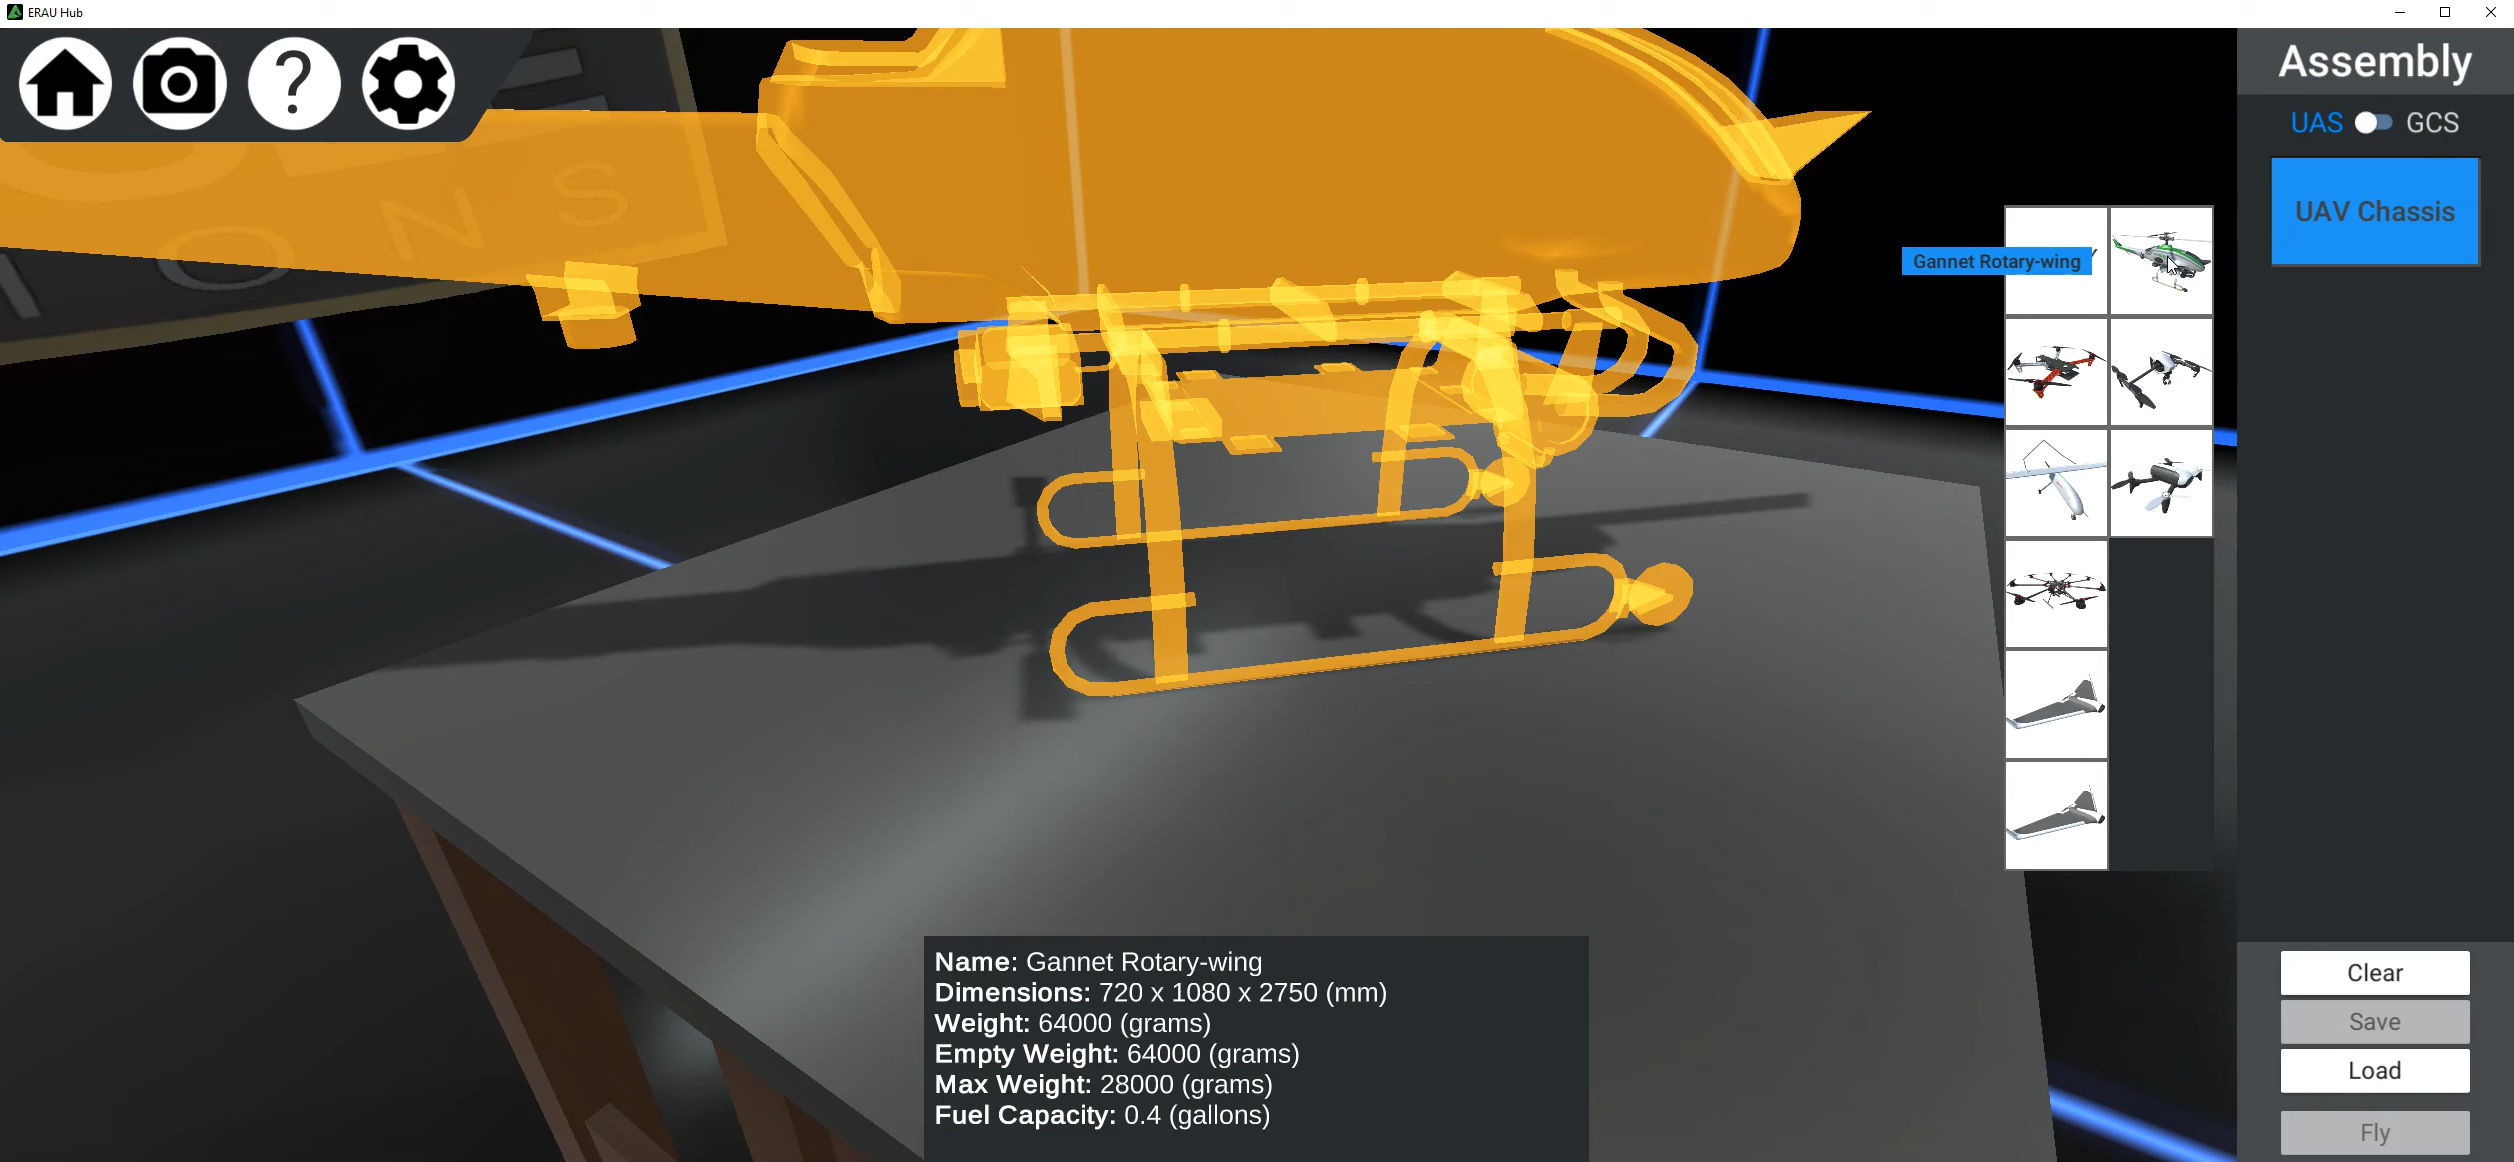 ERAU Hub
Assembly
UAS GCS
UAV Chassis
Gannet Rotary-wing
I O N S
Name: Gannet Rotary-wing
Dimensions: 720 x 1080 x 2750 (mm)
Weight: 64000 (grams)
Empty Weight: 64000 (grams)
Max Weight: 28000 (grams)
Fuel Capacity: 0.4 (gallons)
Clear
Save
Load
Fly